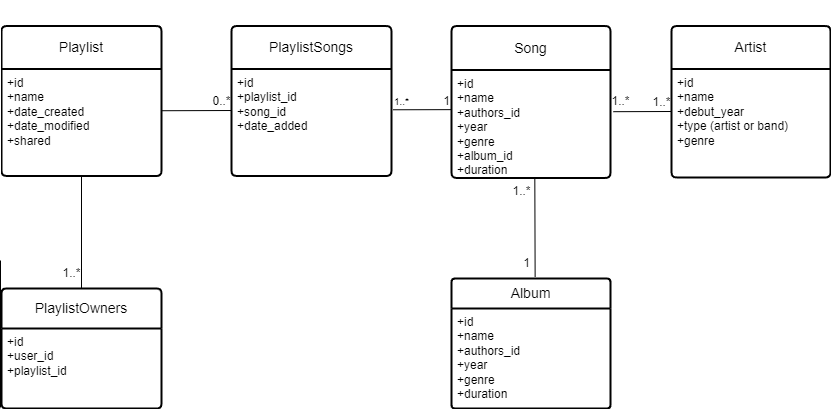 Playlist
+id
+name
+date_created
+date_modified
+shared
0..*
PlaylistSongs
+id
+playlist_id
+song_id
+date_added
1..*
1
Song
+id
+name
+authors_id
+year
+genre
+album_id
+duration
1..*
1..*
Artist
+id
+name
+debut_year
+type (artist or band)
+genre
1..*
PlaylistOwners
+id
+user_id
+playlist_id
1..*
1
Album
+id
+name
+authors_id
+year
+genre
+duration